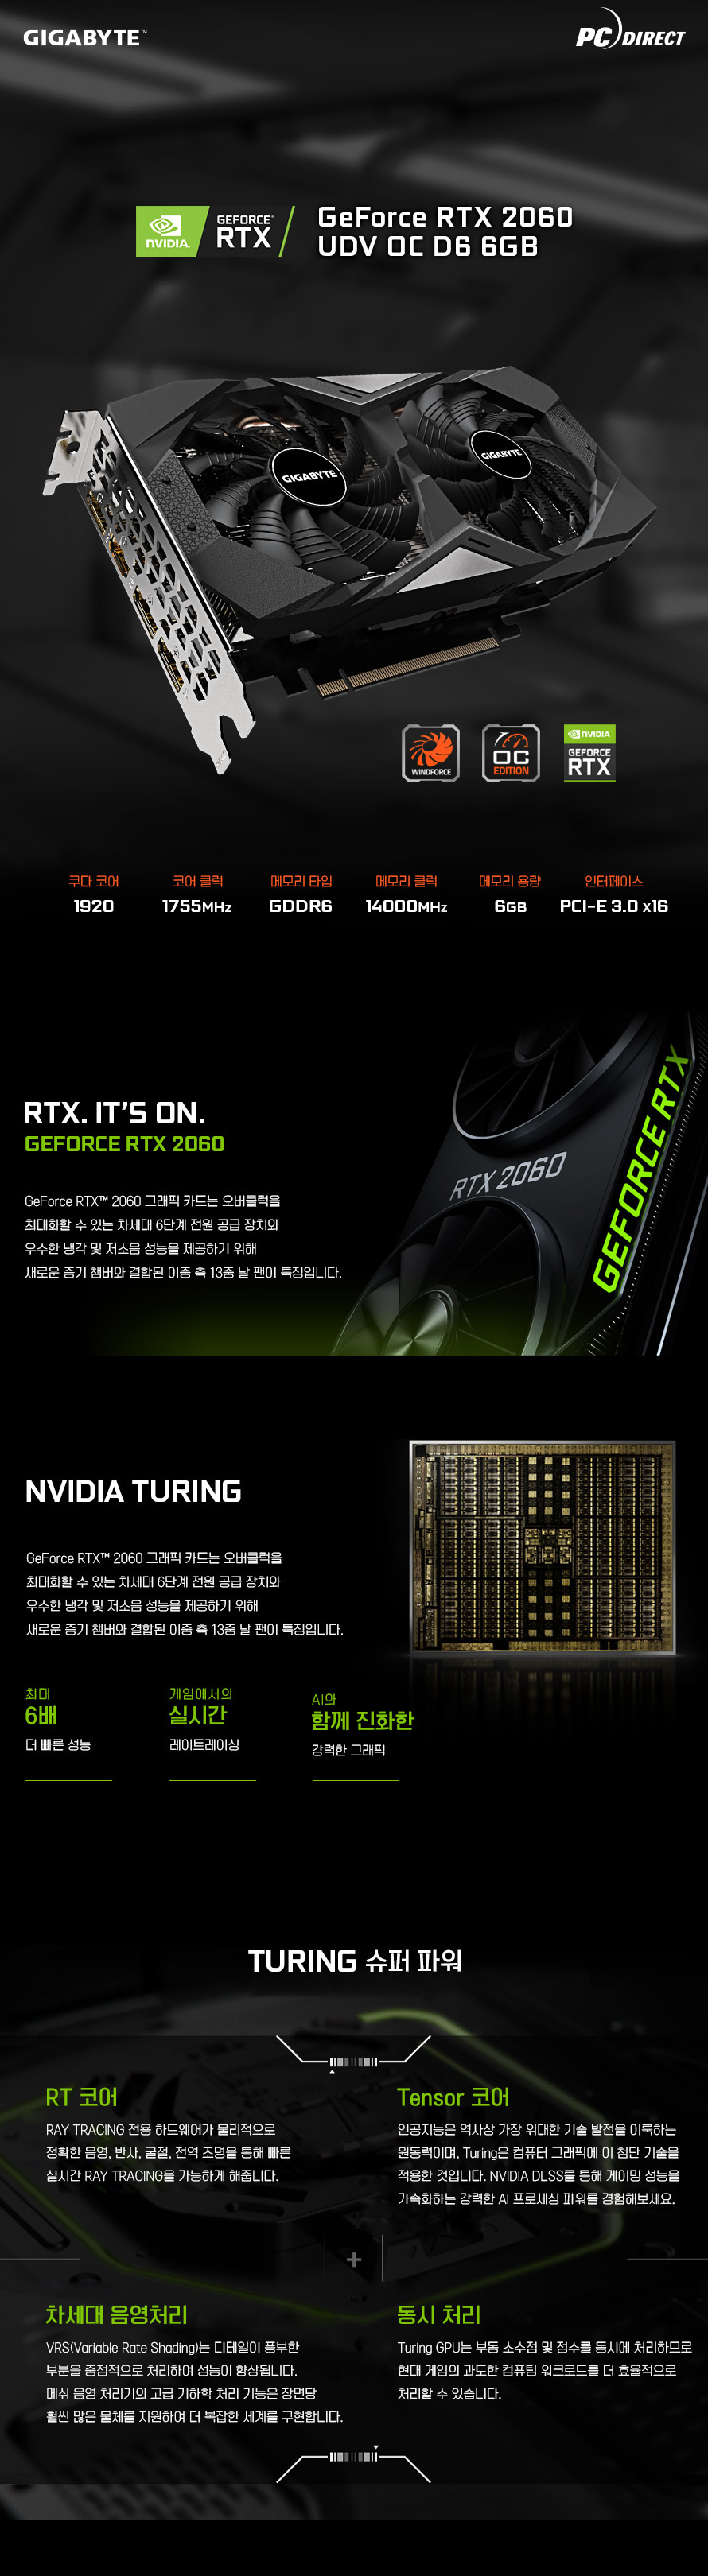 GIGABYTE™
PC DIRECT
NVIDIA.
GEFORCE®
RTX
GeForce RTX 2060
UDV OC D6 6GB
GIGABYTE
GIGABYTE
WINDFORCE
OC
EDITION
NVIDIA
GEFORCE
RTX
쿠다 코어
1920
코어 클럭
1755MHz
메모리 타입
GDDR6
메모리 클럭
14000MHz
메모리 용량
6GB
인터페이스
PCI-E 3.0 x16
RTX. IT'S ON.
GEFORCE RTX 2060
GeForce RTX™ 2060 그래픽 카드는 오버클럭을
최대화할 수 있는 차세대 6단계 전원 공급 장치와
우수한 냉각 및 저소음 성능을 제공하기 위해
새로운 증기 챔버와 결합된 이중 축 13중 날 팬이 특징입니다.
RTX 2060
GEFORCE RTX
NVIDIA TURING
GeForce RTX™ 2060 그래픽 카드는 오버클럭을
최대화할 수 있는 차세대 6단계 전원 공급 장치와
우수한 냉각 및 저소음 성능을 제공하기 위해
새로운 증기 챔버와 결합된 이중 축 13중 날 팬이 특징입니다.
최대
6배
더 빠른 성능
게임에서의
실시간
레이트레이싱
AI와
함께 진화한
강력한 그래픽
TURING 슈퍼 파워
RT 코어
RAY TRACING 전용 하드웨어가 물리적으로
정확한 음영, 반사, 굴절, 전역 조명을 통해 빠른
실시간 RAY TRACING을 가능하게 해줍니다.
Tensor 코어
인공지능은 역사상 가장 위대한 기술 발전을 이룩하는
원동력이며, Turing은 컴퓨터 그래픽에 이 첨단 기술을
적용한 것입니다. NVIDIA DLSS를 통해 게이밍 성능을
가속화하는 강력한 AI 프로세싱 파워를 경험해보세요.
+
차세대 음영처리
VRS(Variable Rate Shading)는 디테일이 풍부한
부분을 중점적으로 처리하여 성능이 향상됩니다.
메쉬 음영 처리기의 고급 기하학 처리 기능은 장면당
훨씬 많은 물체를 지원하여 더 복잡한 세계를 구현합니다.
동시 처리
Turing GPU는 부동 소수점 및 정수를 동시에 처리하므로
현대 게임의 과도한 컴퓨팅 워크로드를 더 효율적으로
처리할 수 있습니다.